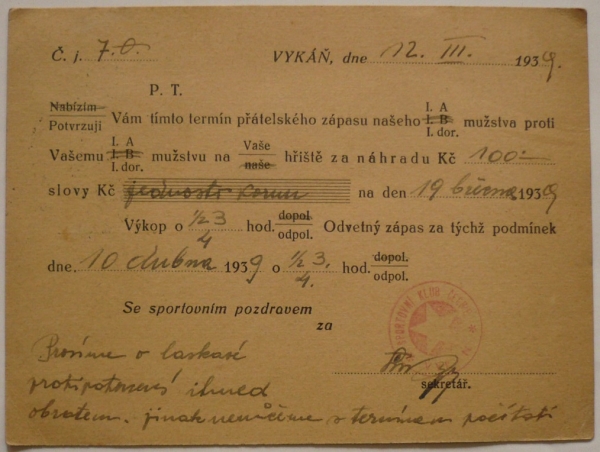 Č. j. 70. VYKÁŇ, dne 12. III. 1939.
P. T.
Nabízím
Potvrzuji Vám tímto termín přátelského zápasu našeho I. A I. B I. dor. mužstva proti
Vašemu I. A I. B I. dor. mužstvu na Vaše naše hřiště za náhradu Kč 100·-
slovy Kč jednosto korun na den 19 března 1939
Výkop o ½ 3 hod. dopol. odpol. Odvetný zápas za týchž podmínek
4
dne. 10 dubna 1939 o ½ 3. hod. dopol. odpol.
4.
Se sportovním pozdravem
za
SPORTOVNÍ KLUB
Prosíme o laskavé
protipotvrzení ihned
sekretář.
obratem. jinak nemůžeme s termínem počítati